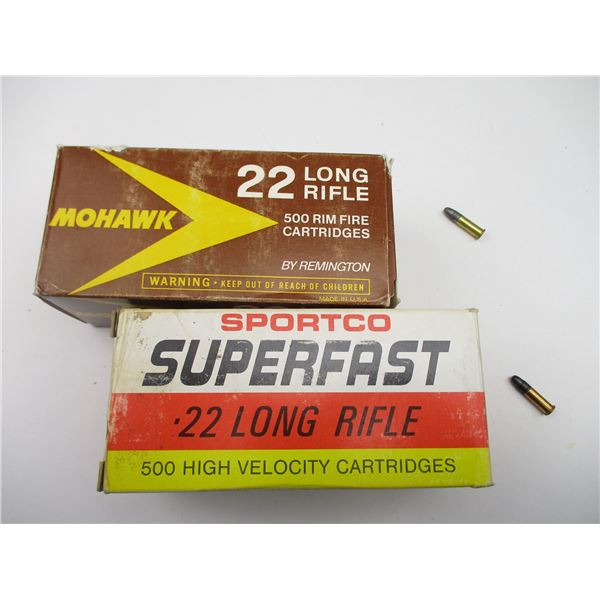 MOHAWK
22 LONG RIFLE
500 RIM FIRE
CARTRIDGES
BY REMINGTON
WARNING • KEEP OUT OF REACH OF CHILDREN
MADE IN U.S.A.
SPORTCO
SUPERFAST
.22 LONG RIFLE
500 HIGH VELOCITY CARTRIDGES